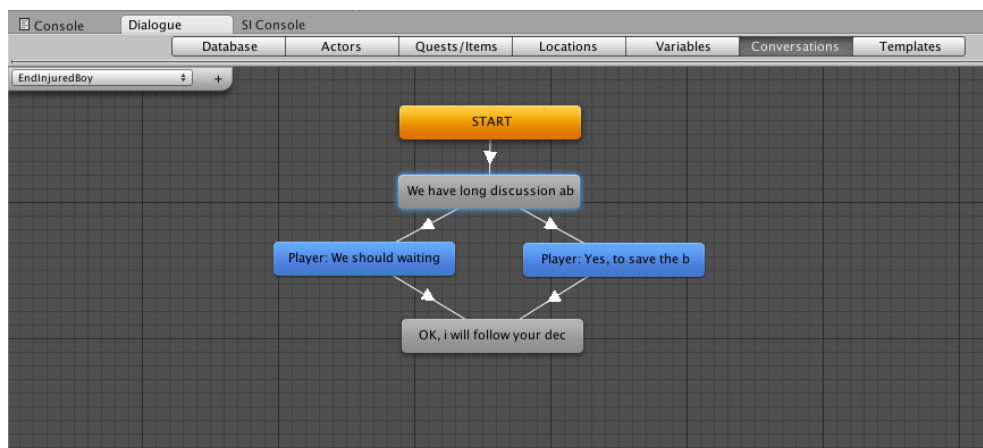 Console Dialogue SI Console
Database Actors Quests/Items Locations Variables Conversations Templates
EndInjuredBoy +
START
We have long discussion ab
Player: We should waiting Player: Yes, to save the b
OK, i will follow your dec